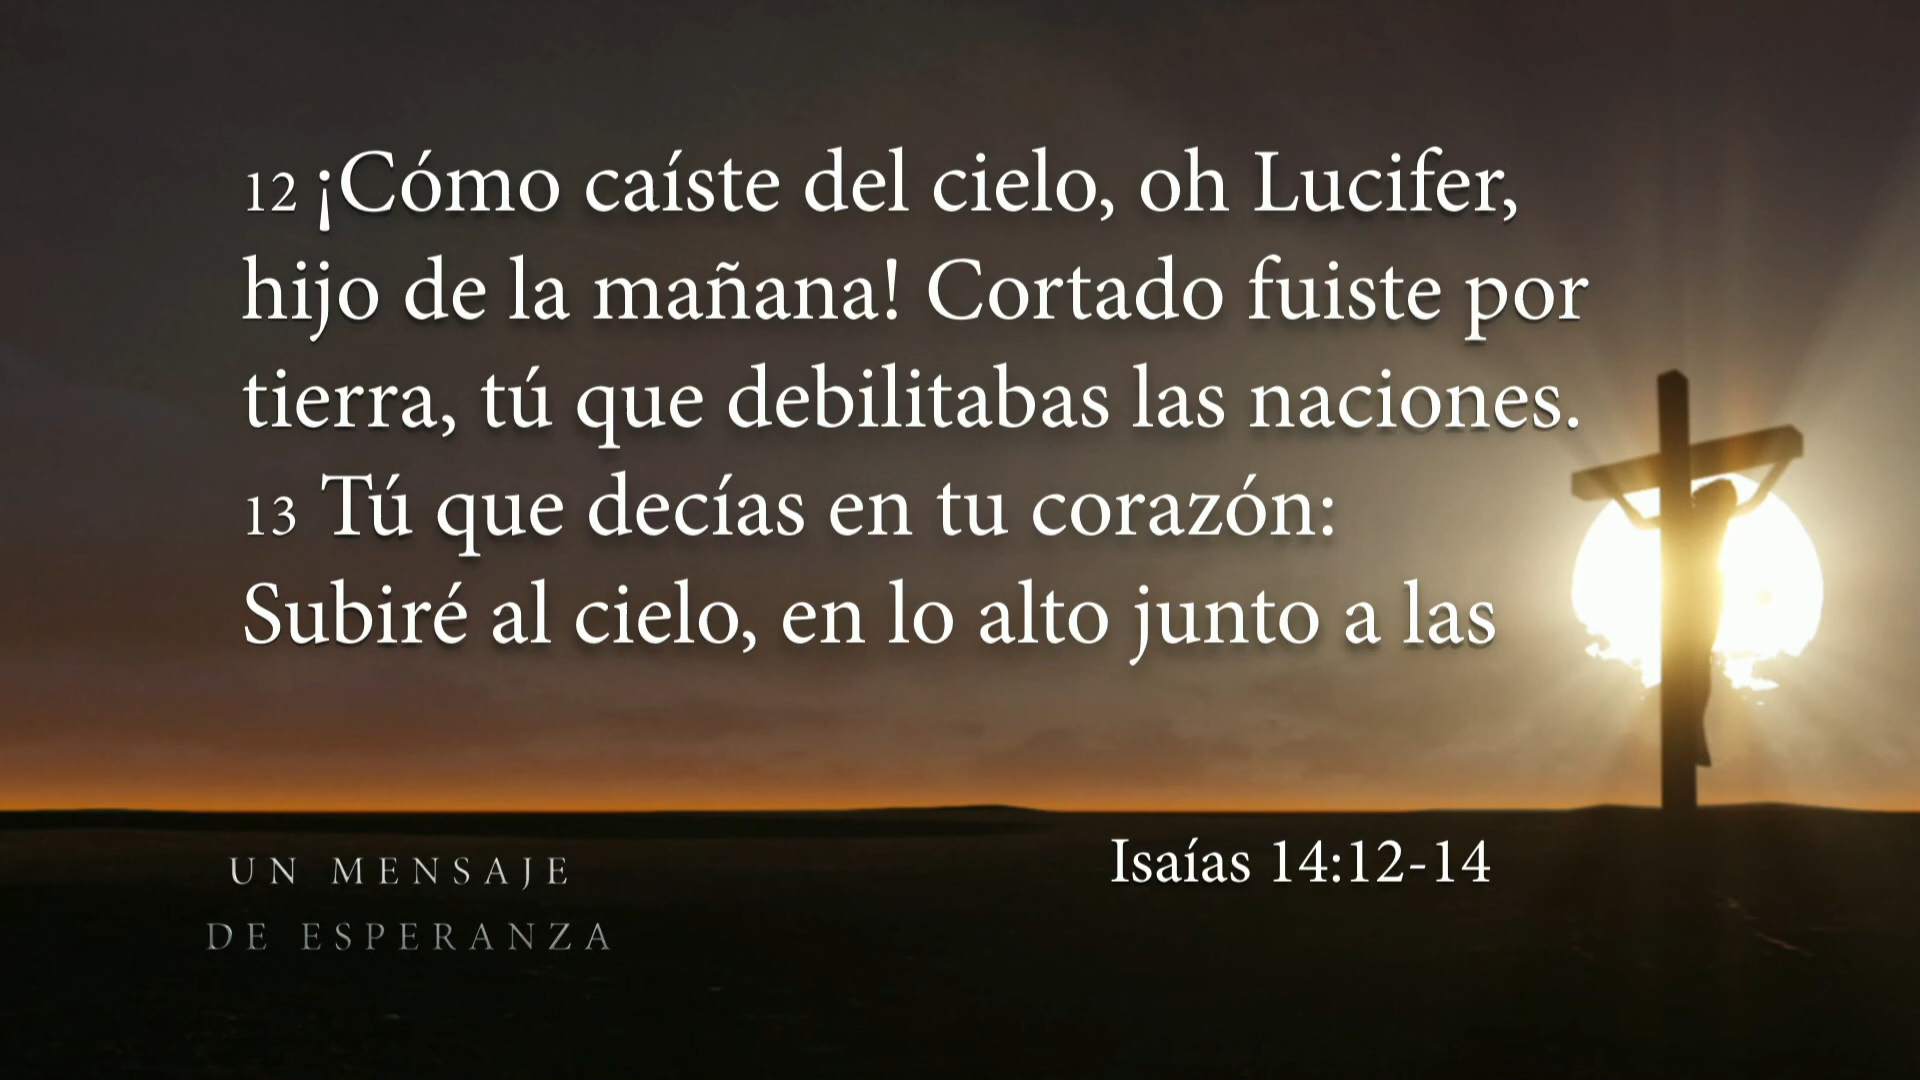 12 ¡Cómo caíste del cielo, oh Lucifer,
hijo de la mañana! Cortado fuiste por
tierra, tú que debilitabas las naciones.
13 Tú que decías en tu corazón:
Subiré al cielo, en lo alto junto a las
Isaías 14:12-14
UN MENSAJE
DE ESPERANZA